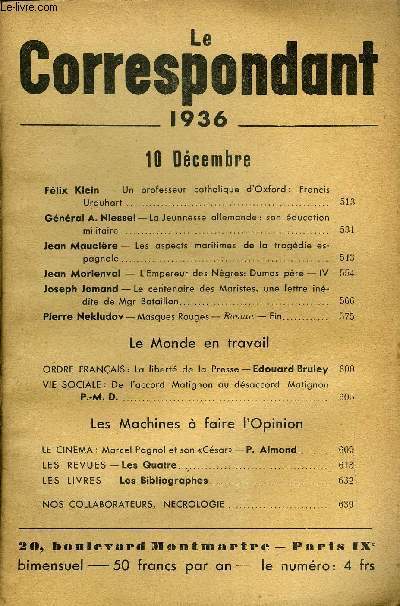 Le-livre.com
Le
Correspondant
1936
10 Décembre
Félix Klein — Un professeur catholique d'Oxford : Francis
Urquhart 513
Général A. Niessel — La Jeunnesse allemande : son éducation
militaire 531
Jean Mauclère — Les aspects maritimes de la tragédie es-
pagnole 543
Jean Morienval — L'Empereur des Nègres: Dumas père — IV 554
Joseph Jomand — Le centenaire des Maristes, une lettre iné-
dite de Mgr Bataillon 566
Pierre Nekludov — Masques Rouges — Roman — Fin 575
Le Monde en travail
ORDRE FRANÇAIS : La liberté de la Presse — Edouard Bruley 600
VIE SOCIALE : De l'accord Matignon au désaccord Matignon
P.-M. D.
Les Machines à faire l'Opinion
LE CINEMA : Marcel Pagnol et son «César» — P. Almond
LES REVUES — Les Quatre 618
LES LIVRES — Les Bibliographes 632
NOS COLLABORATEURS, NECROLOGIE 639
20, boulevard Montmartre — Paris IXe
bimensuel — 50 francs par an — le numéro : 4 frs